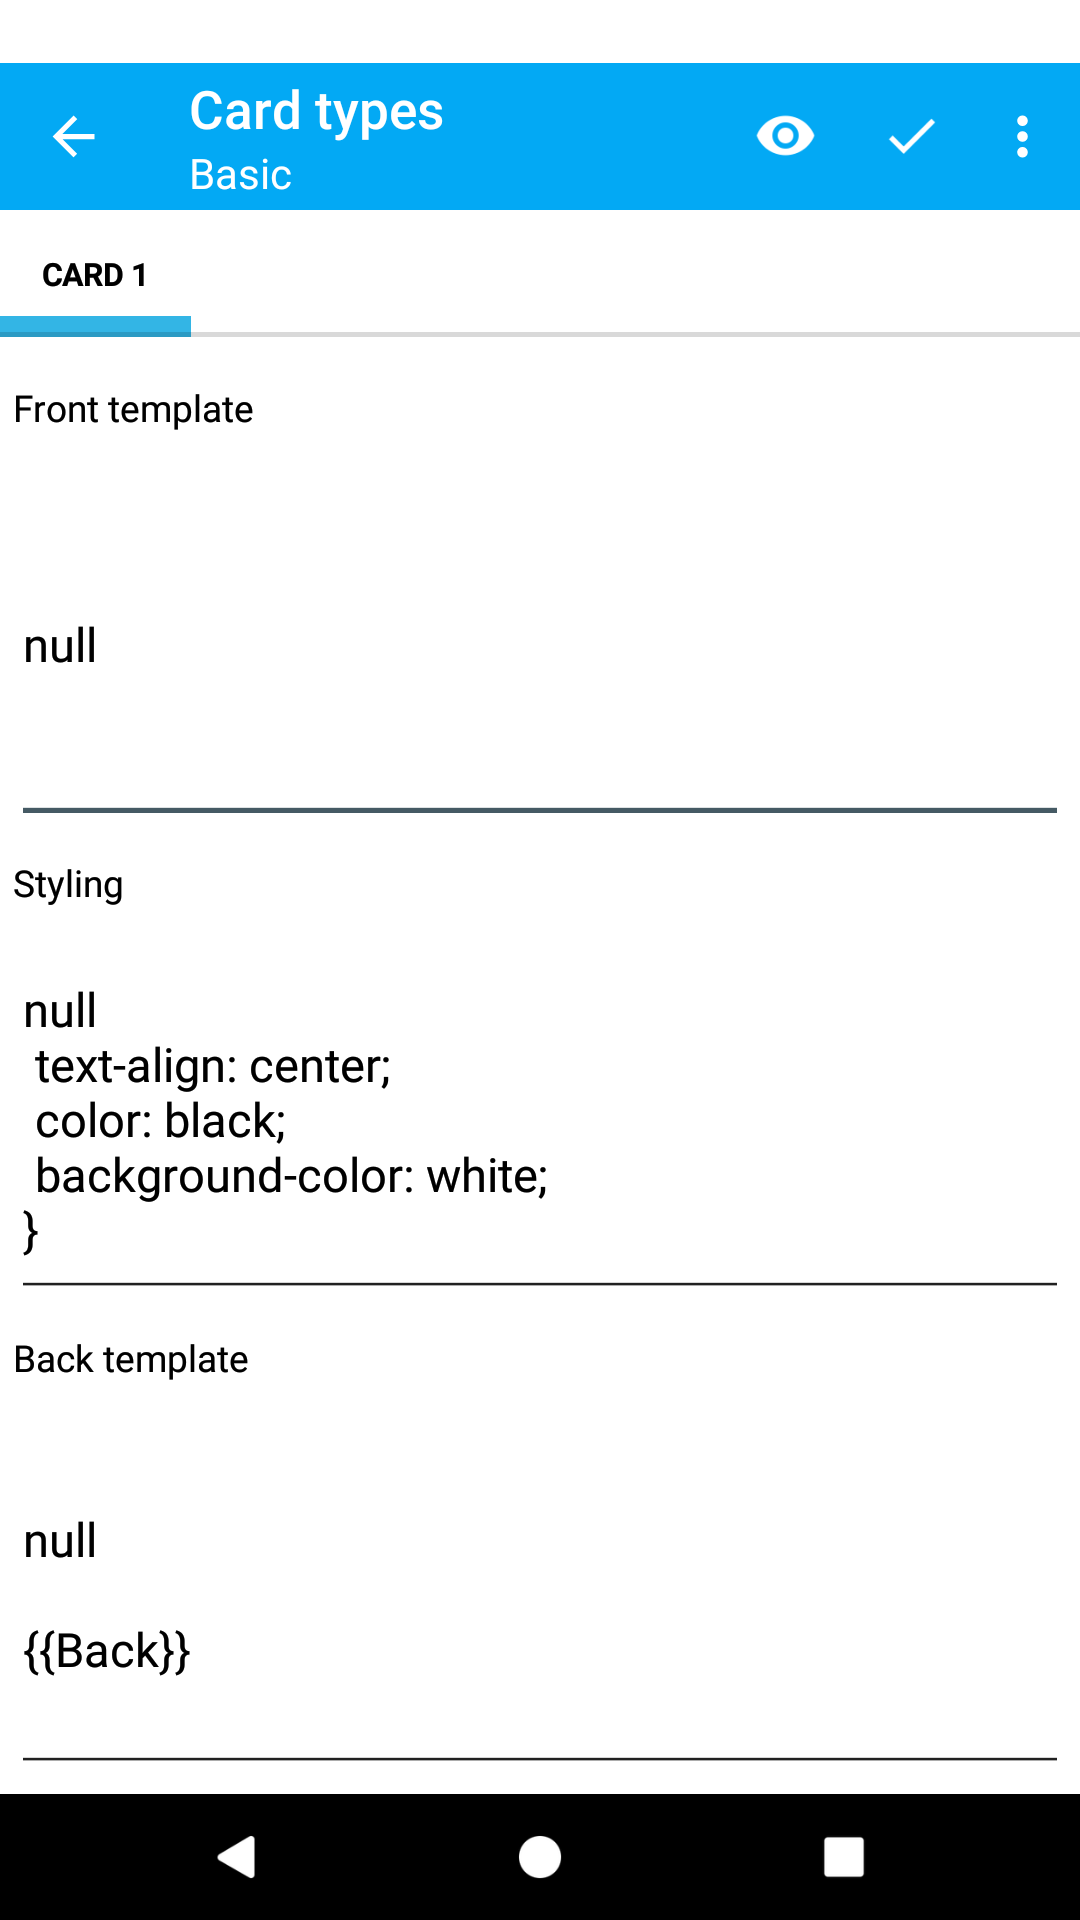 Card types
Basic
CARD 1
Front template
null
Styling
null
text-align: center;
color: black;
background-color: white;
}
Back template
null
{{Back}}